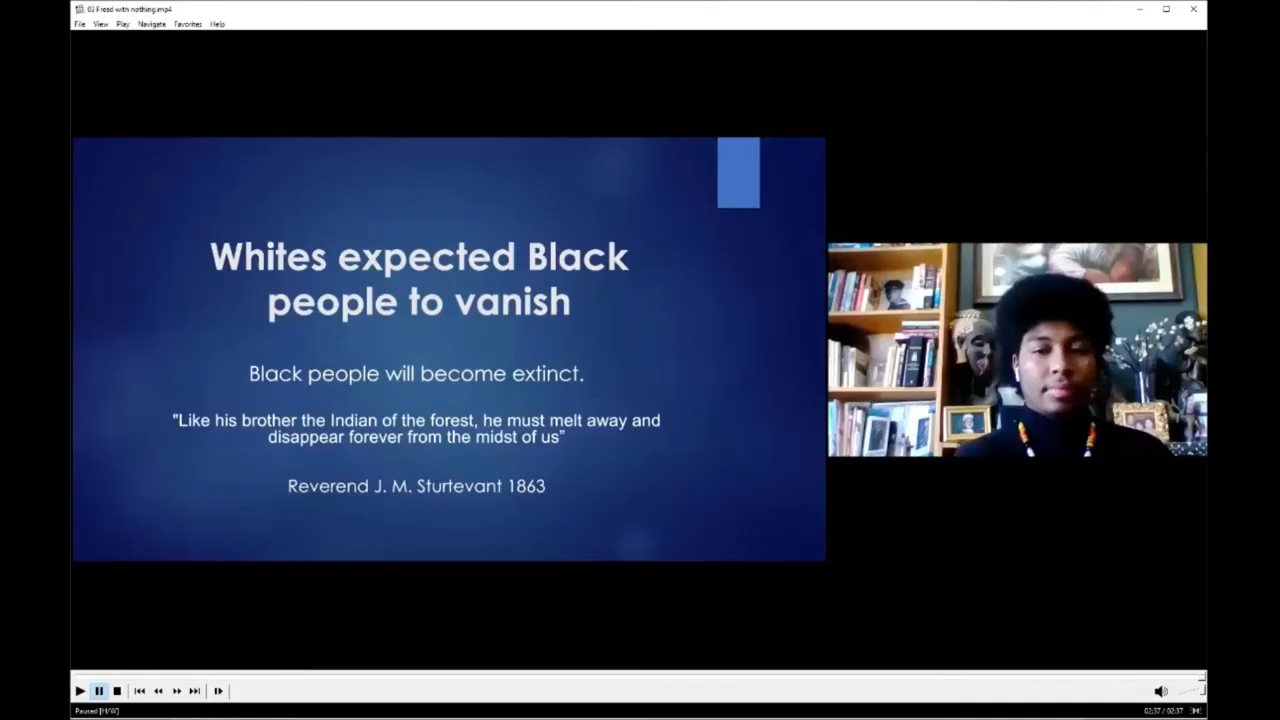 03 Freed with nothing.mp4
File View Play Navigate Favorites Help
Whites expected Black
people to vanish
Black people will become extinct.
"Like his brother the Indian of the forest, he must melt away and
disappear forever from the midst of us"
Reverend J. M. Sturtevant 1863
Paused [H/W]
02:37 / 02:37